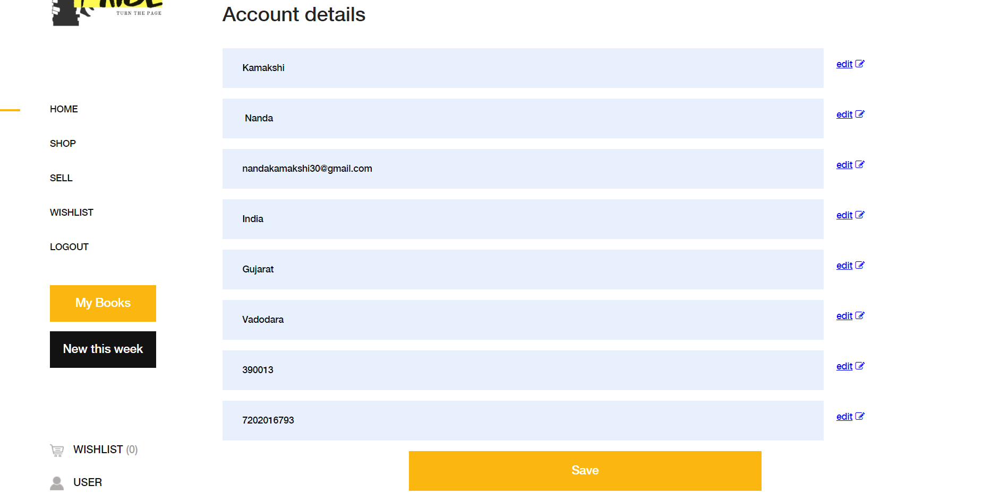 TURN THE PAGE
HOME
SHOP
SELL
WISHLIST
LOGOUT
My Books
New this week
WISHLIST (0)
USER
Account details
Kamakshi
edit
Nanda
edit
nandakamakshi30@gmail.com
edit
India
edit
Gujarat
edit
Vadodara
edit
390013
edit
7202016793
edit
Save